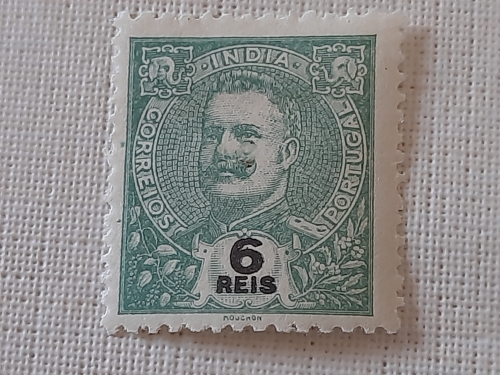 · INDIA ·
CORREIOS
PORTUGAL
6
REIS
MOUCHON